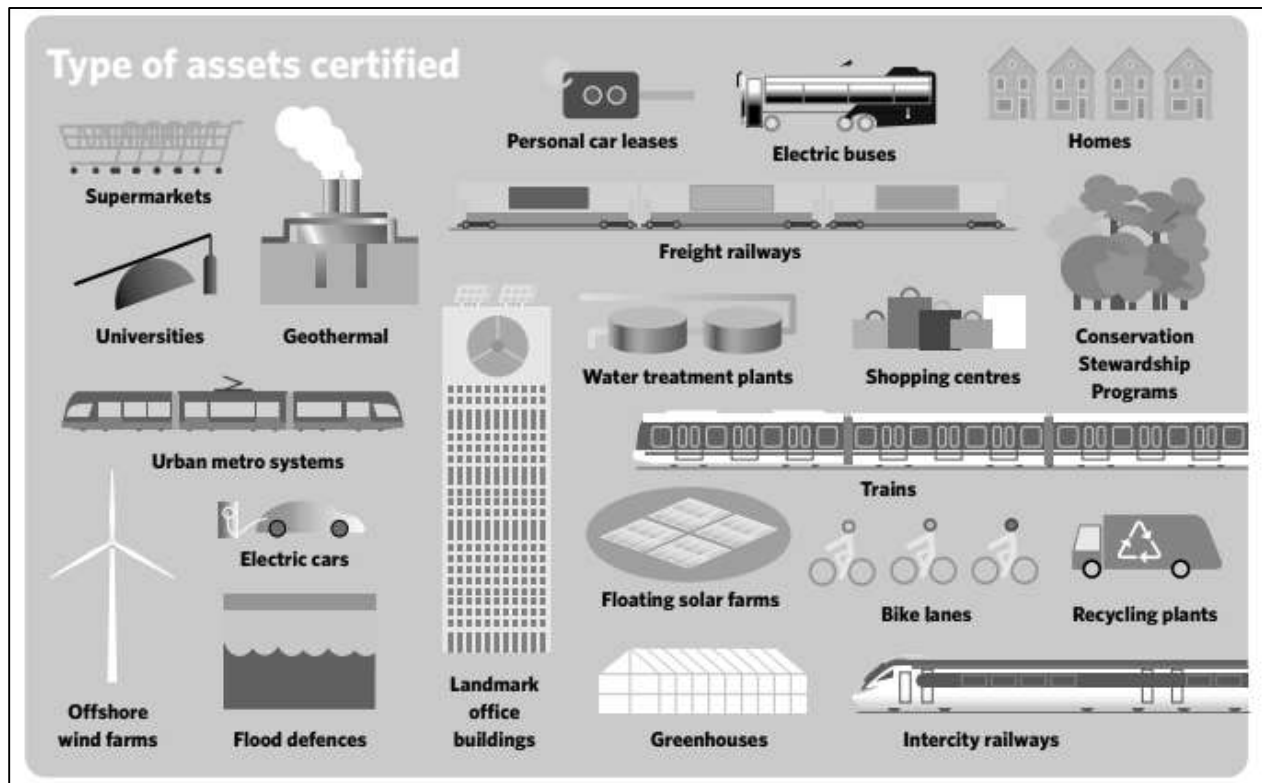 Type of assets certified
Personal car leases
Electric buses
Homes
Supermarkets
Freight railways
Universities
Geothermal
Water treatment plants
Shopping centres
Conservation
Stewardship
Programs
Urban metro systems
Trains
Electric cars
Floating solar farms
Bike lanes
Recycling plants
Offshore
wind farms
Flood defences
Landmark
office
buildings
Greenhouses
Intercity railways